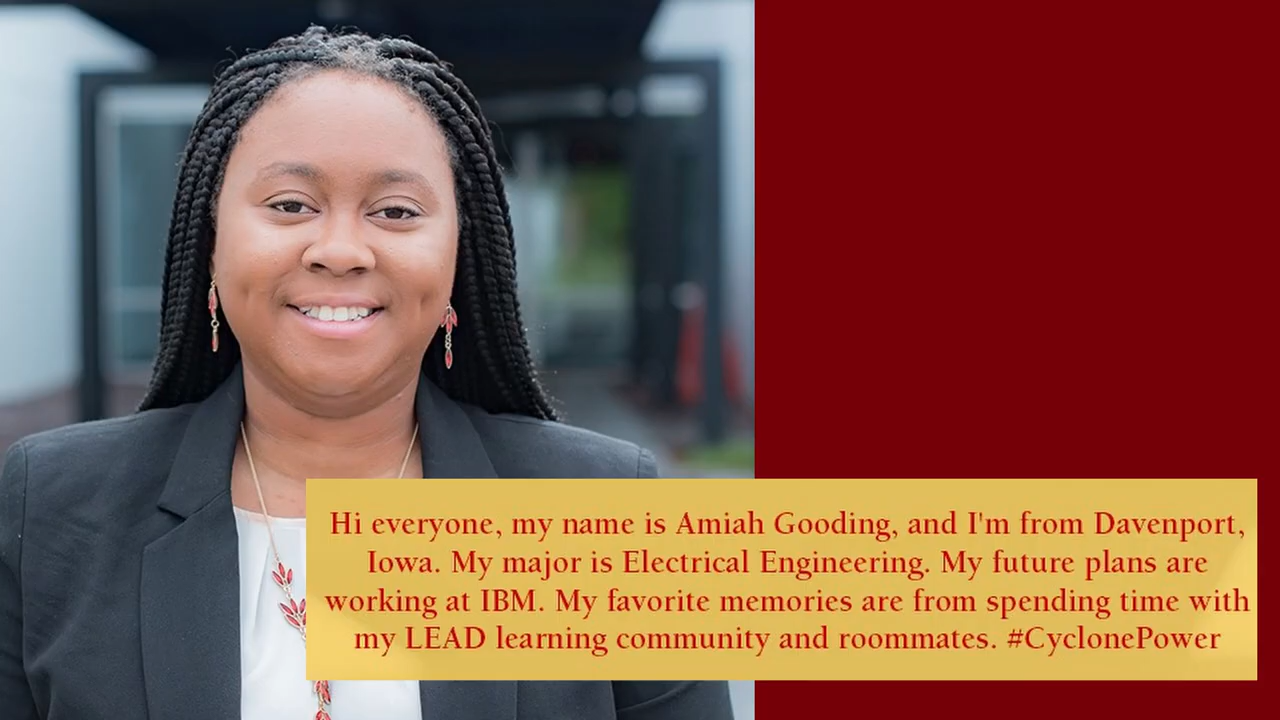 Hi everyone, my name is Amiah Gooding, and I'm from Davenport,
Iowa. My major is Electrical Engineering. My future plans are
working at IBM. My favorite memories are from spending time with
my LEAD learning community and roommates. #CyclonePower